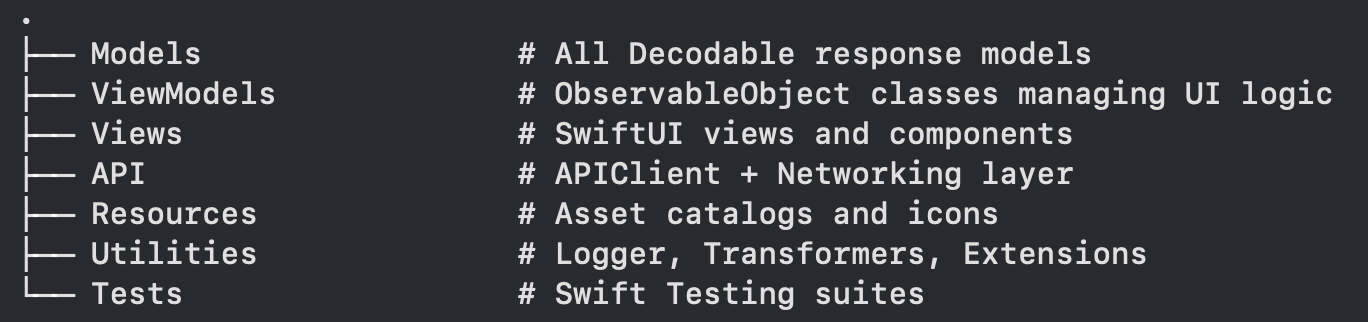 .
├── Models                 # All Decodable response models
├── ViewModels             # ObservableObject classes managing UI logic
├── Views                  # SwiftUI views and components
├── API                    # APIClient + Networking layer
├── Resources              # Asset catalogs and icons
├── Utilities              # Logger, Transformers, Extensions
└── Tests                  # Swift Testing suites